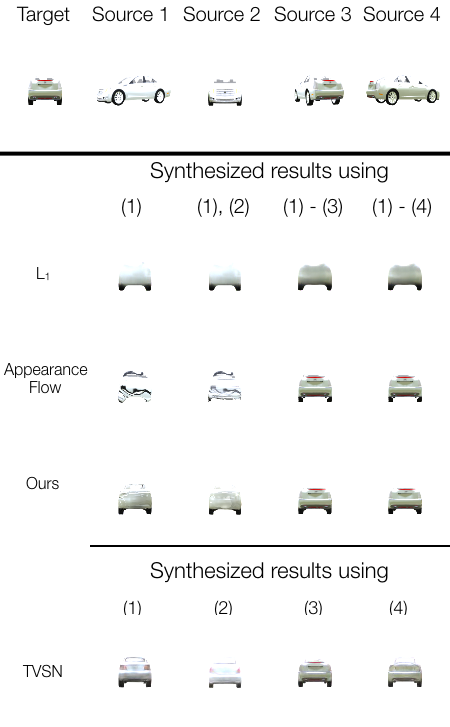 Target Source 1 Source 2 Source 3 Source 4
Synthesized results using
(1) (1), (2) (1) - (3) (1) - (4)
L₁
Appearance
Flow
Ours
Synthesized results using
(1) (2) (3) (4)
TVSN